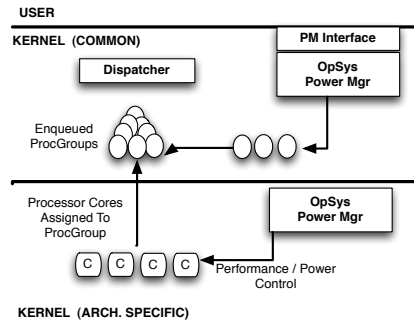 USER
KERNEL (COMMON)
PM Interface
Dispatcher
OpSys
Power Mgr
Enqueued
ProcGroups
Processor Cores
Assigned To
ProcGroup
OpSys
Power Mgr
C C C C
Performance / Power
Control
KERNEL (ARCH. SPECIFIC)